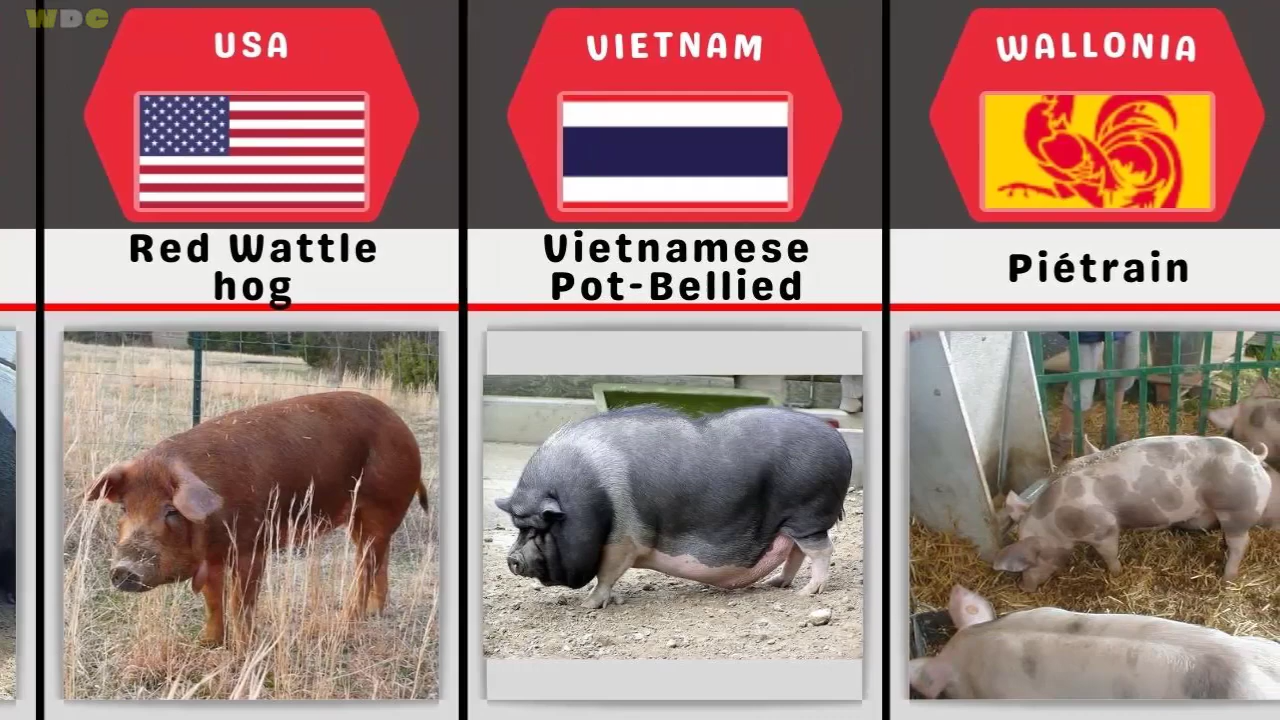 WDC
USA
VIETNAM
WALLONIA
Red Wattle
hog
Vietnamese
Pot-Bellied
Piétrain